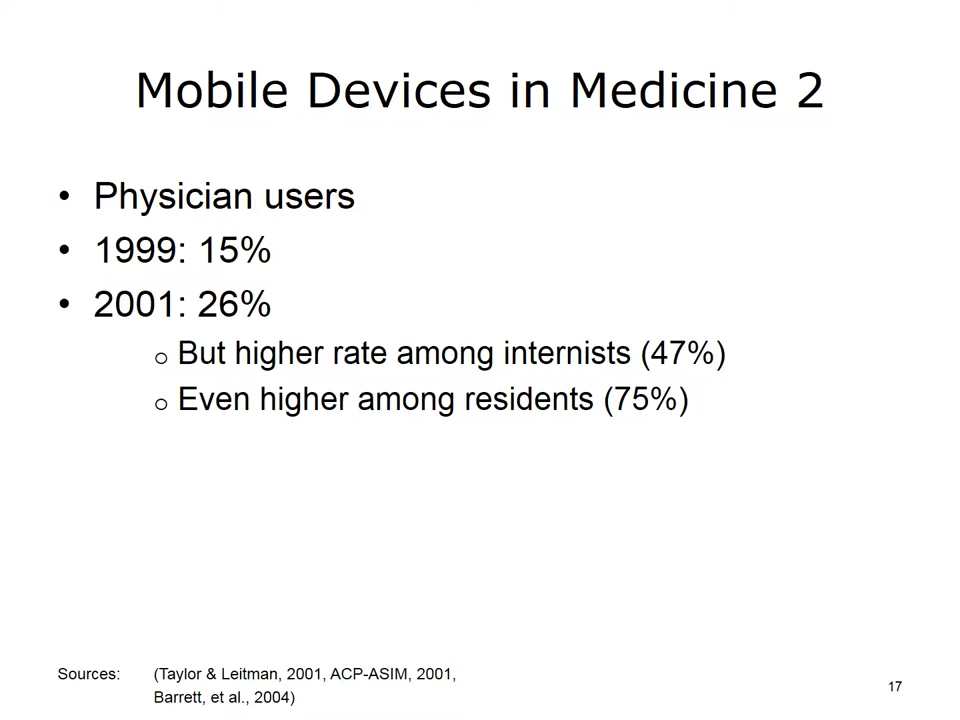 Mobile Devices in Medicine 2
• Physician users
• 1999: 15%
• 2001: 26%
o But higher rate among internists (47%)
o Even higher among residents (75%)
Sources: (Taylor & Leitman, 2001, ACP-ASIM, 2001,
Barrett, et al., 2004)
17